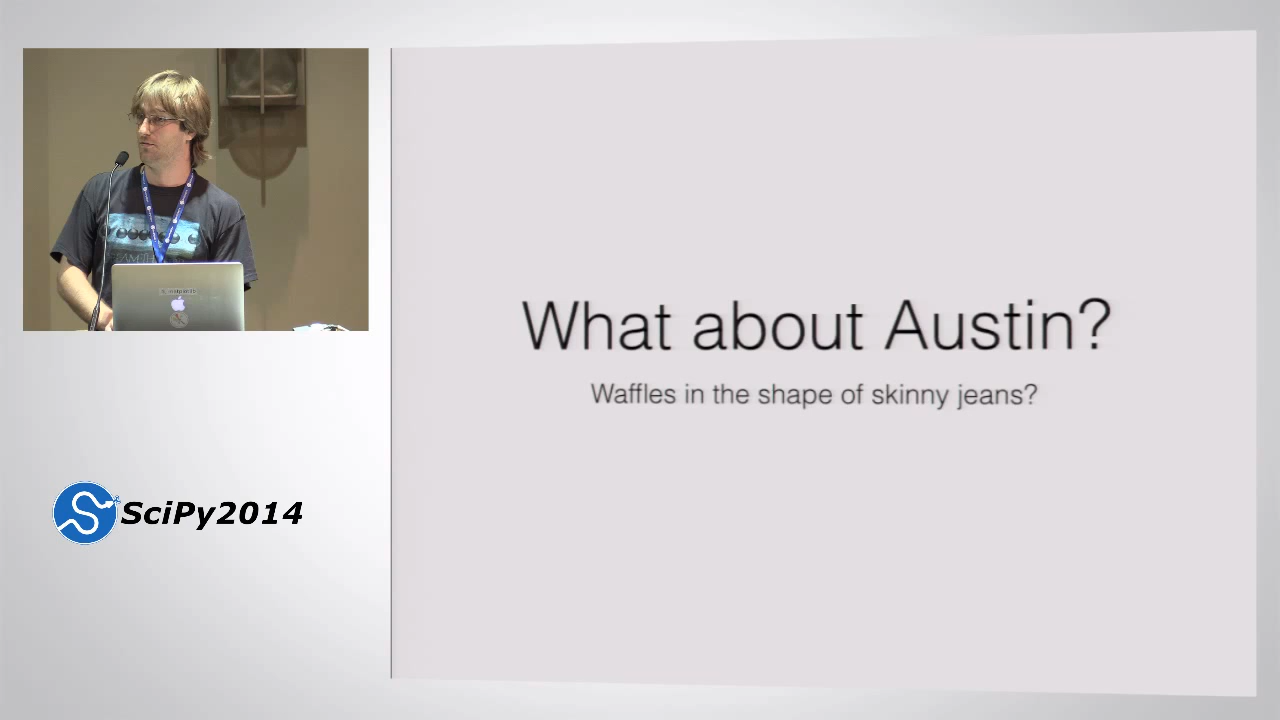 What about Austin?
Waffles in the shape of skinny jeans?
SciPy2014